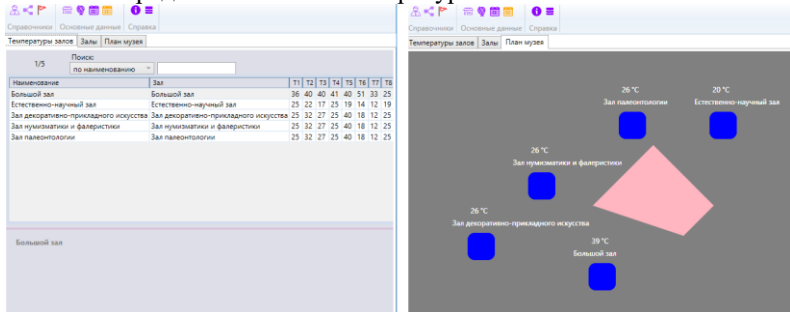 Справочники Основные данные Справка
Температуры залов Залы План музея
1/5
Поиск:
по наименованию
Наименование Зал T1 T2 T3 T4 T5 T6 T7 T8
Большой зал Большой зал 36 40 40 41 40 51 33 25
Естественно-научный зал Естественно-научный зал 25 22 17 25 19 14 12 19
Зал декоративно-прикладного искусства Зал декоративно-прикладного искусства 25 32 27 25 40 18 12 25
Зал нумизматики и фалеристики Зал нумизматики и фалеристики 25 32 27 25 40 18 12 25
Зал палеонтологии Зал палеонтологии 25 32 27 25 40 18 12 25
Большой зал
Справочники Основные данные Справка
Температуры залов Залы План музея
26 °C
Зал палеонтологии
20 °C
Естественно-научный зал
26 °C
Зал нумизматики и фалеристики
26 °C
Зал декоративно-прикладного искусства
39 °C
Большой зал